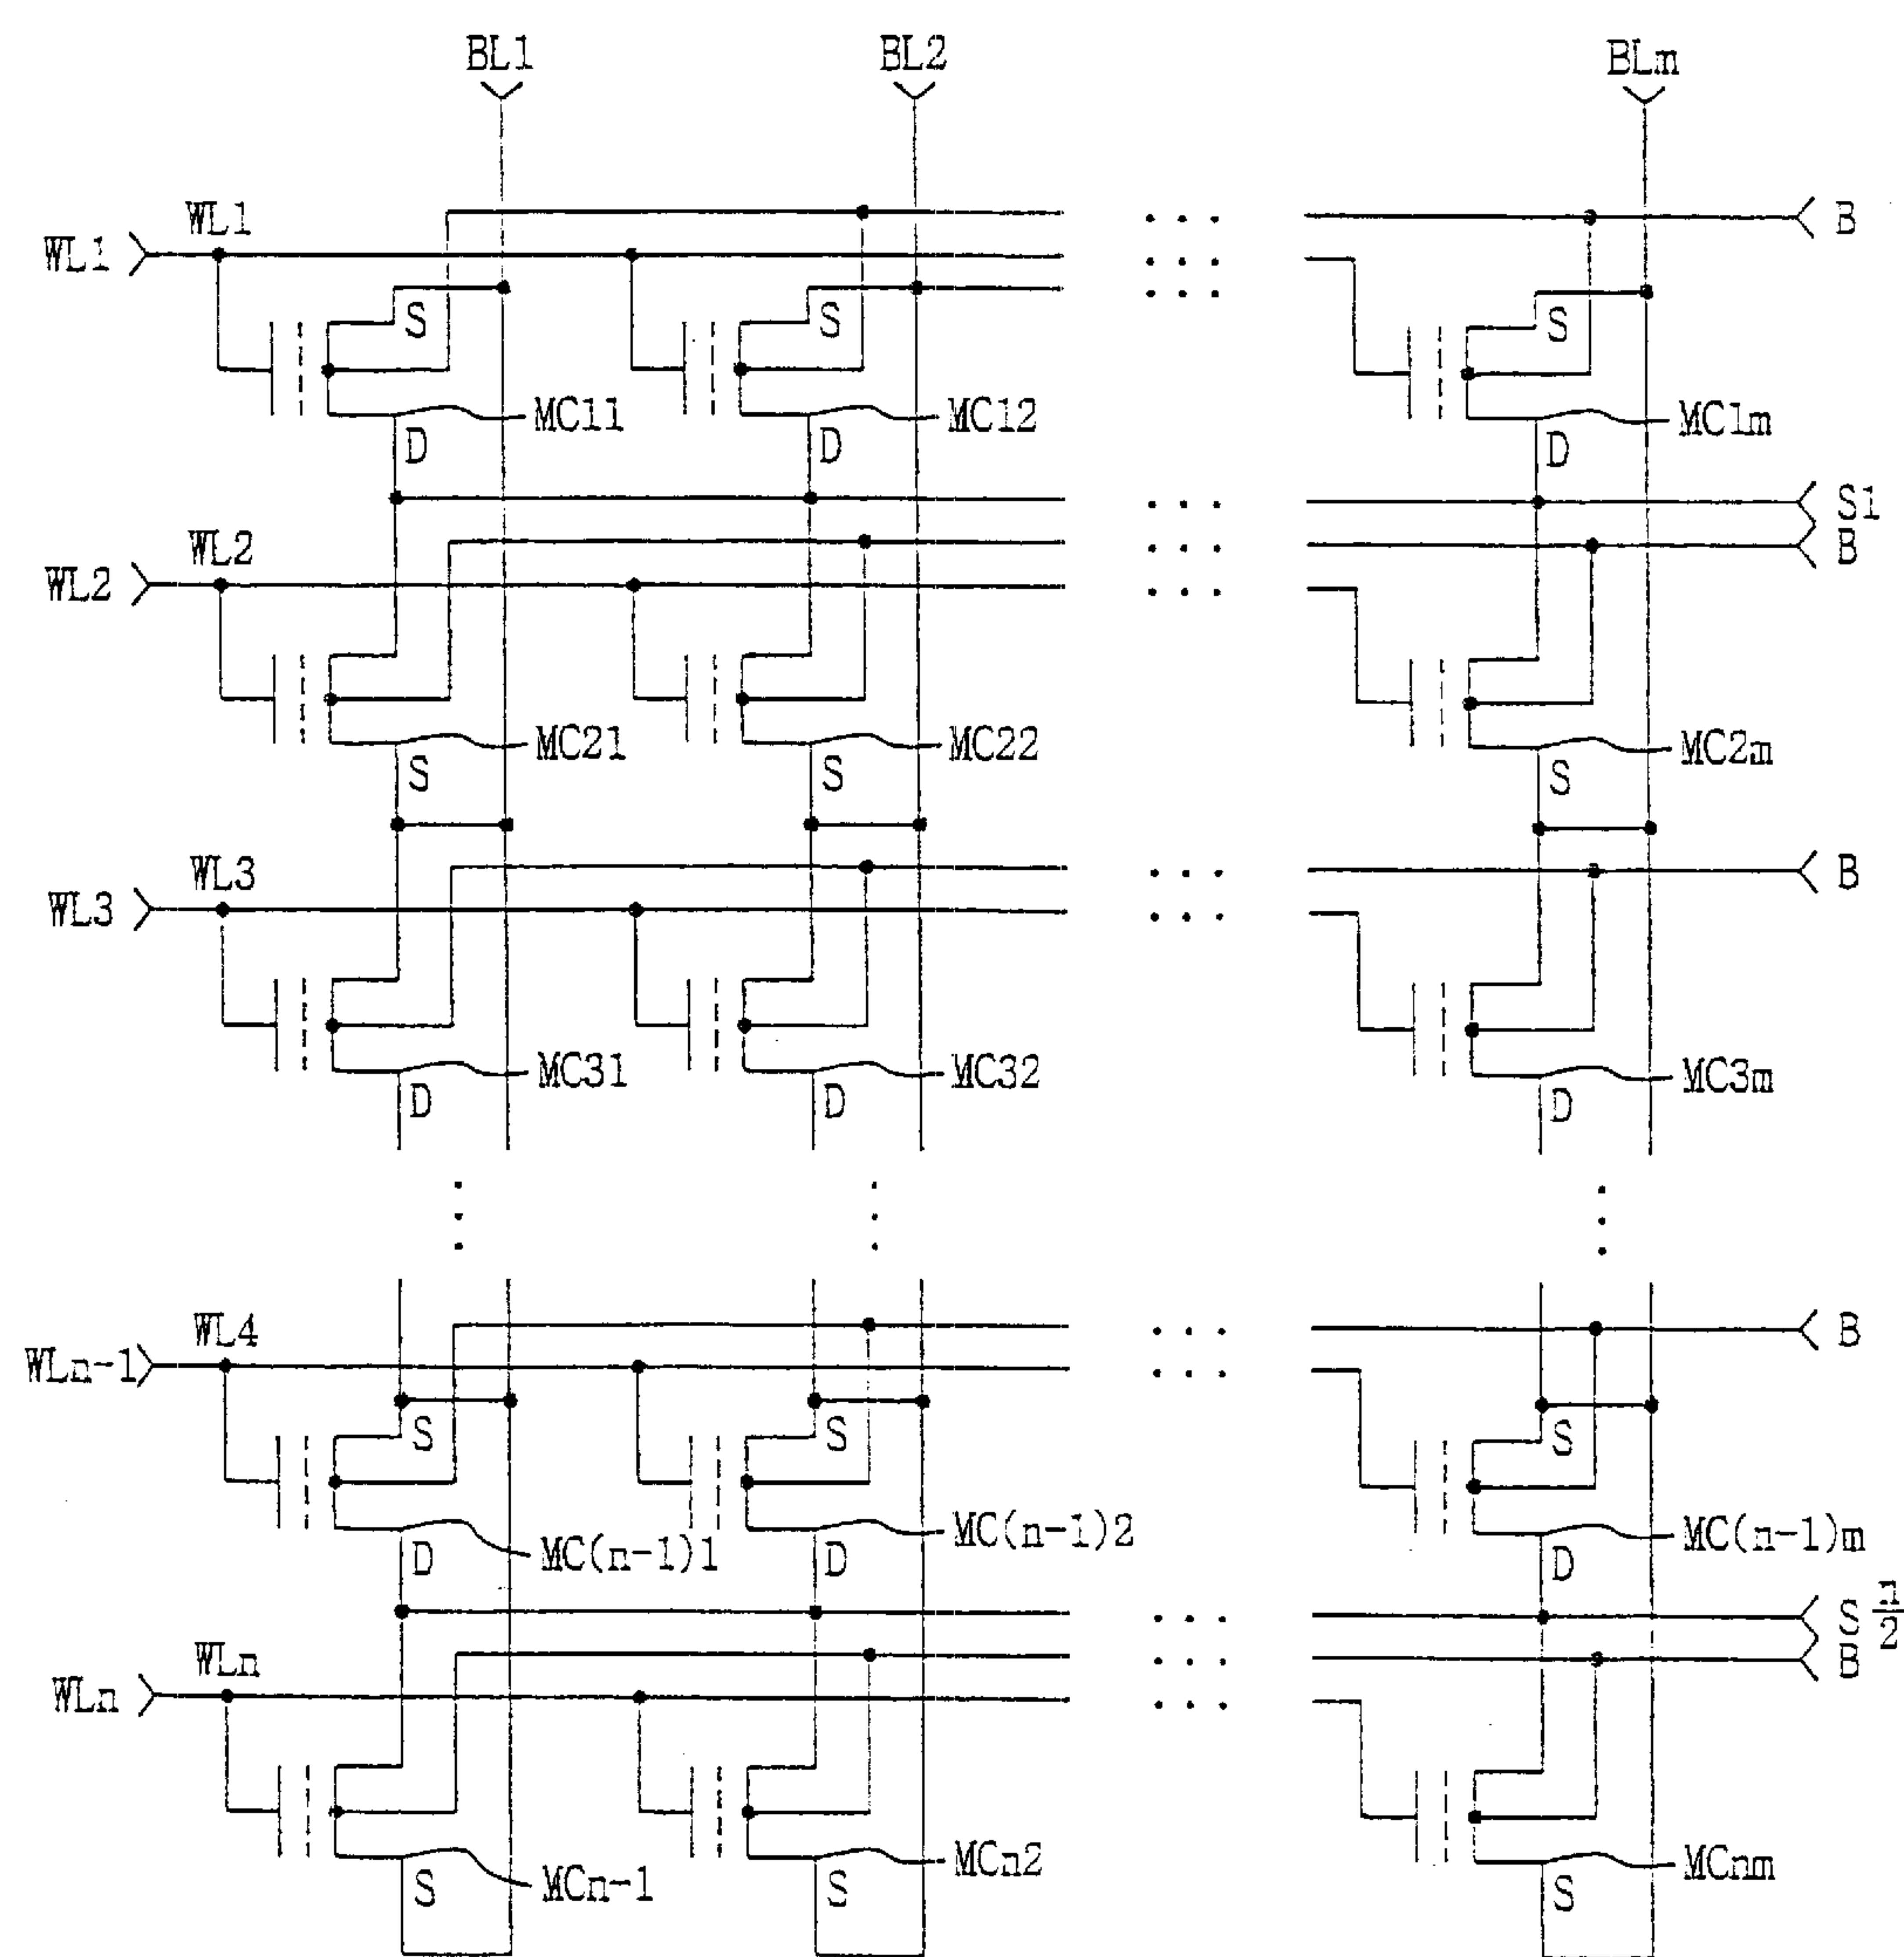 BL1 BL2 BLm
WL1 B
WL1
S S S
MC11 MC12 MC1m
D D D
S1
WL2 B
WL2
MC21 MC22 MC2m
S S S
WL3 B
WL3
MC31 MC32 MC3m
D D D
WL4 B
WLn-1
S S S
MC(n-1)1 MC(n-1)2 MC(n-1)m
D D D
S n/2
WLn B
WLn
MCn-1 MCn2 MCnm
S S S